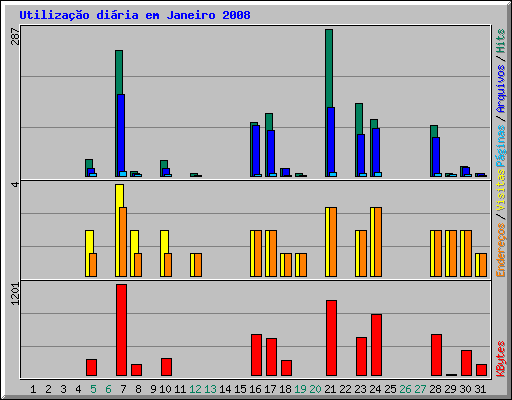 Utilização diária em Janeiro 2008
287
4
1201
Endereços / Visitas Páginas / Arquivos / Hits
KBytes
1 2 3 4 5 6 7 8 9 10 11 12 13 14 15 16 17 18 19 20 21 22 23 24 25 26 27 28 29 30 31